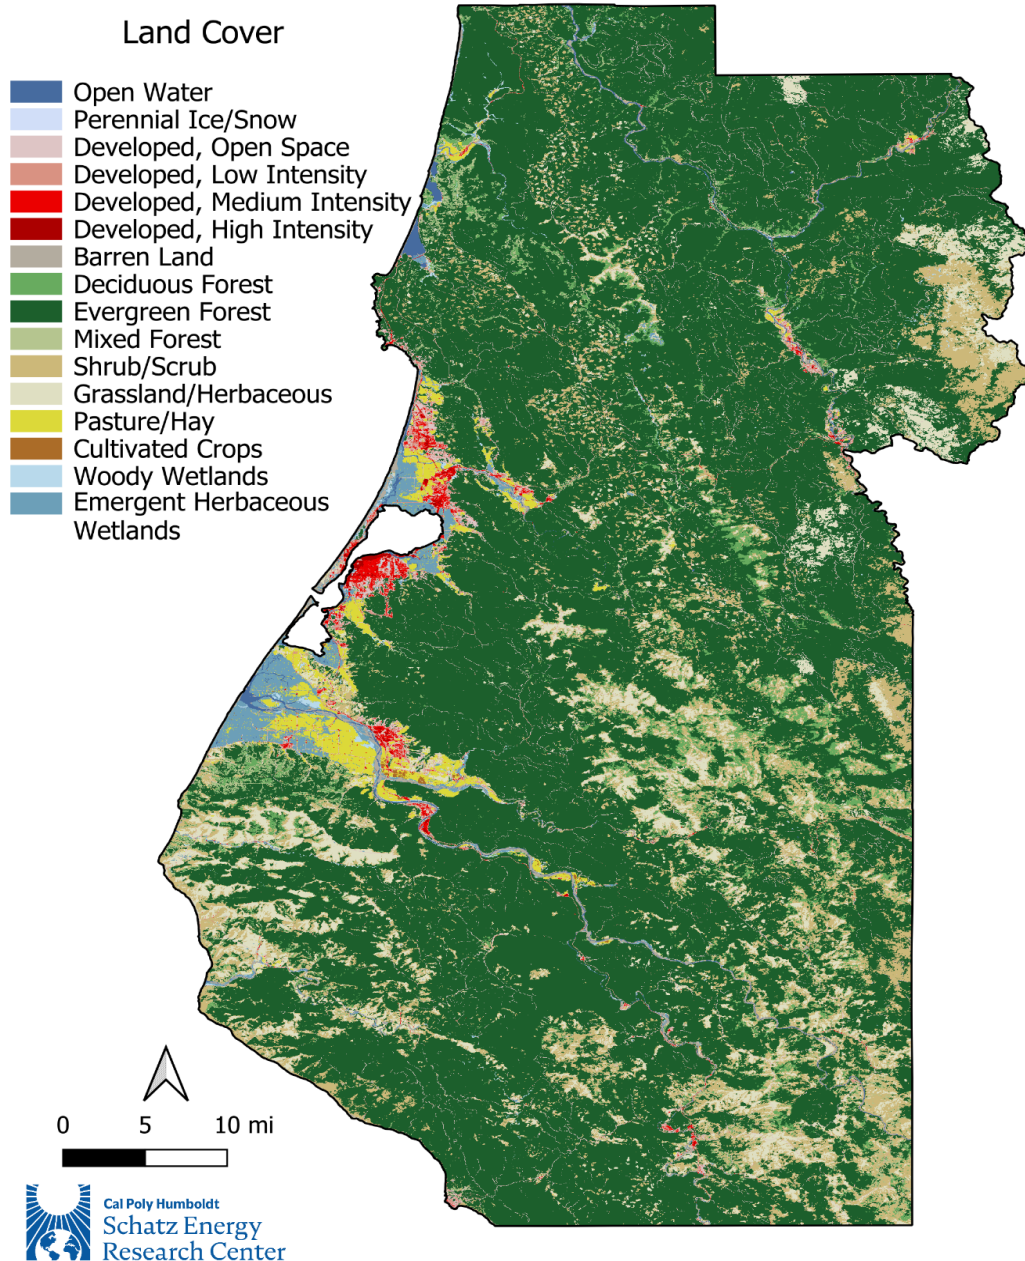 Land Cover
Open Water
Perennial Ice/Snow
Developed, Open Space
Developed, Low Intensity
Developed, Medium Intensity
Developed, High Intensity
Barren Land
Deciduous Forest
Evergreen Forest
Mixed Forest
Shrub/Scrub
Grassland/Herbaceous
Pasture/Hay
Cultivated Crops
Woody Wetlands
Emergent Herbaceous
Wetlands
0 5 10 mi
Cal Poly Humboldt
Schatz Energy
Research Center